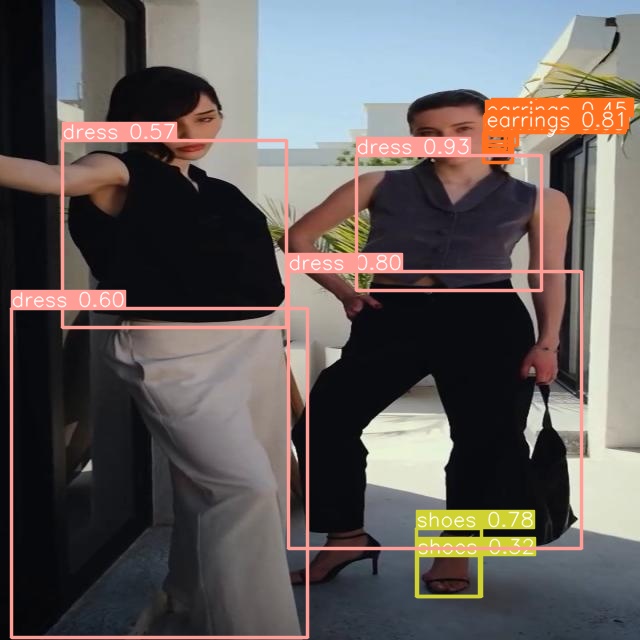 earrings 0.45
earrings 0.81
dress 0.57
dress 0.93
dress 0.80
dress 0.60
shoes 0.78
shoes 0.32